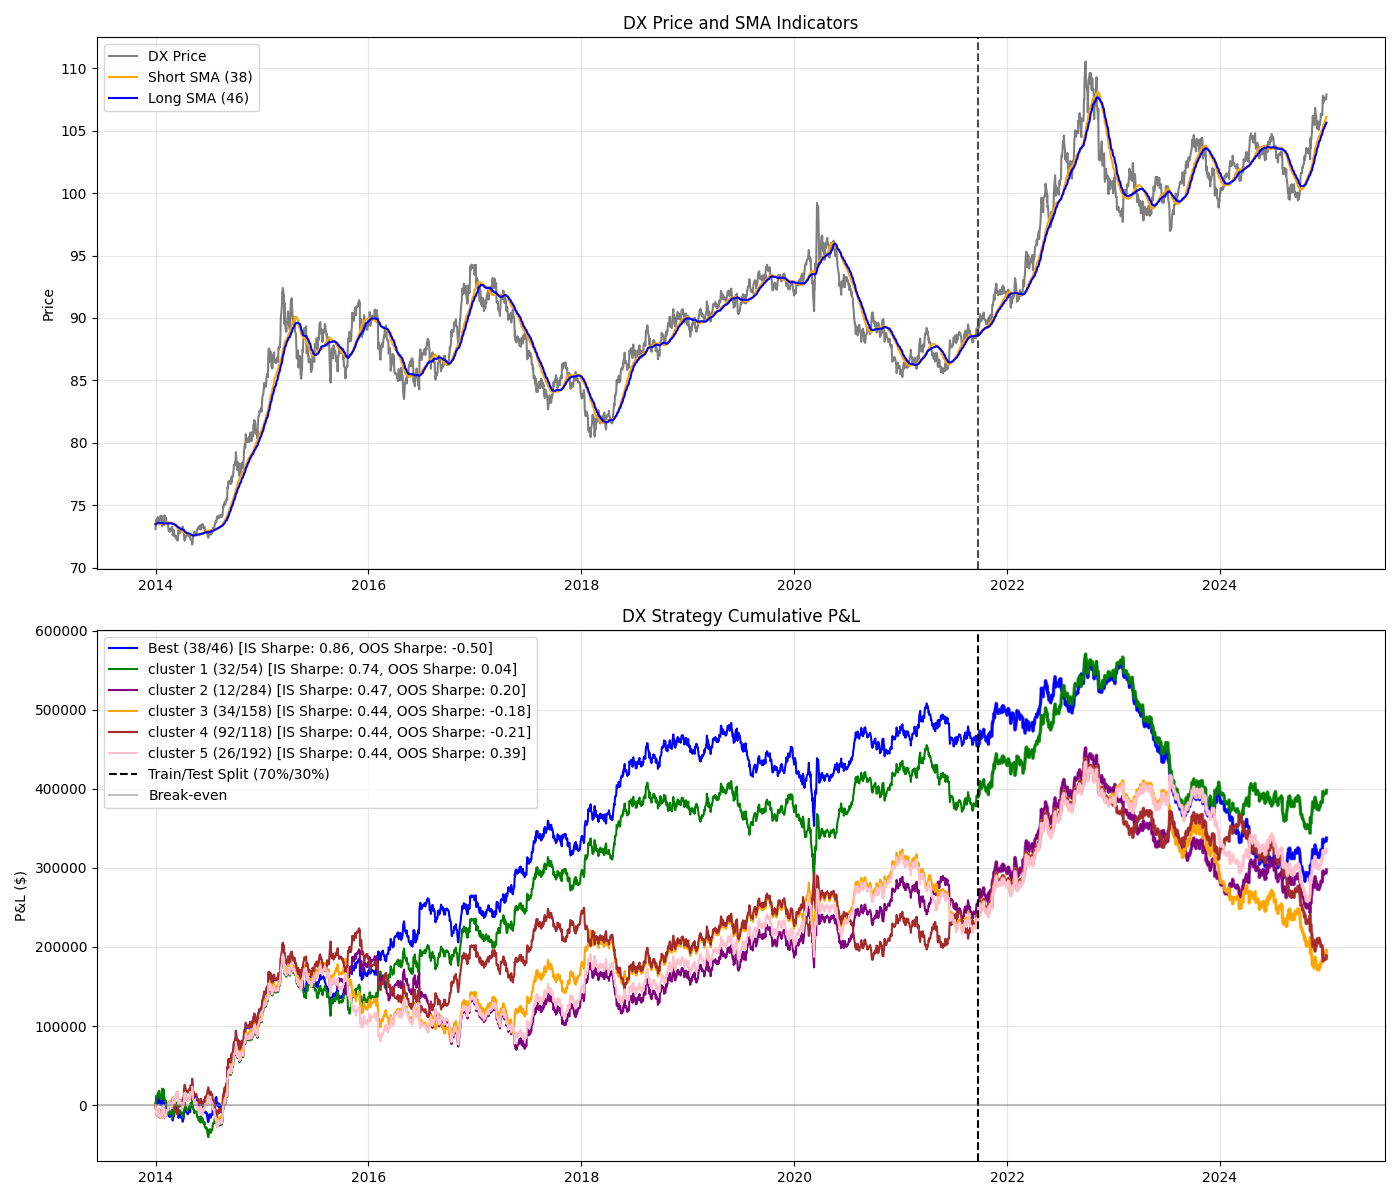 DX Price and SMA Indicators
DX Price
Short SMA (38)
Long SMA (46)
Price
110
105
100
95
90
85
80
75
70
2014
2016
2018
2020
2022
2024
DX Strategy Cumulative P&L
Best (38/46) [IS Sharpe: 0.86, OOS Sharpe: -0.50]
cluster 1 (32/54) [IS Sharpe: 0.74, OOS Sharpe: 0.04]
cluster 2 (12/284) [IS Sharpe: 0.47, OOS Sharpe: 0.20]
cluster 3 (34/158) [IS Sharpe: 0.44, OOS Sharpe: -0.18]
cluster 4 (92/118) [IS Sharpe: 0.44, OOS Sharpe: -0.21]
cluster 5 (26/192) [IS Sharpe: 0.44, OOS Sharpe: 0.39]
Train/Test Split (70%/30%)
Break-even
P&L ($)
600000
500000
400000
300000
200000
100000
0
2014
2016
2018
2020
2022
2024